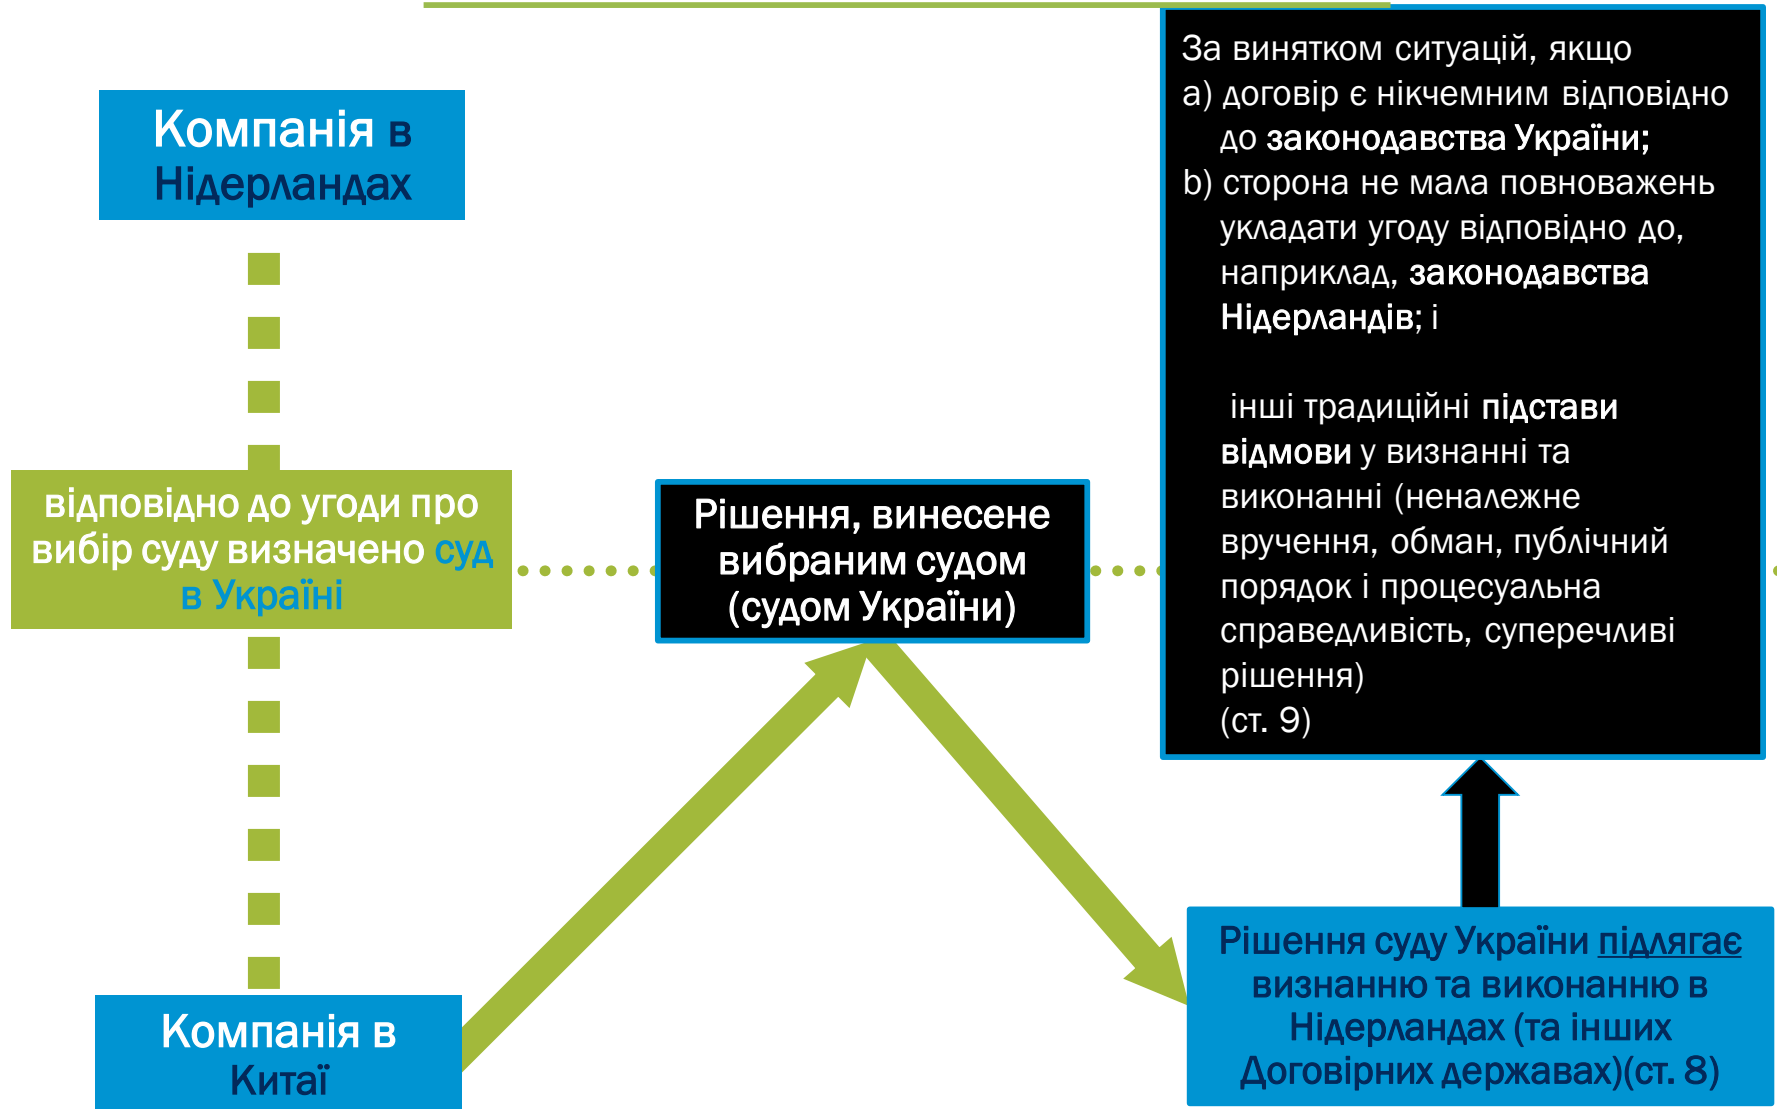 Компанія в
Нідерландах
відповідно до угоди про
вибір суду визначено суд
в Україні
Компанія в
Китаї
Рішення, винесене
вибраним судом
(судом України)
За винятком ситуацій, якщо
a) договір є нікчемним відповідно
до законодавства України;
b) сторона не мала повноважень
укладати угоду відповідно до,
наприклад, законодавства
Нідерландів; і
інші традиційні підстави
відмови у визнанні та
виконанні (неналежне
вручення, обман, публічний
порядок і процесуальна
справедливість, суперечливі
рішення)
(ст. 9)
Рішення суду України підлягає
визнанню та виконанню в
Нідерландах (та інших
Договірних державах)(ст. 8)